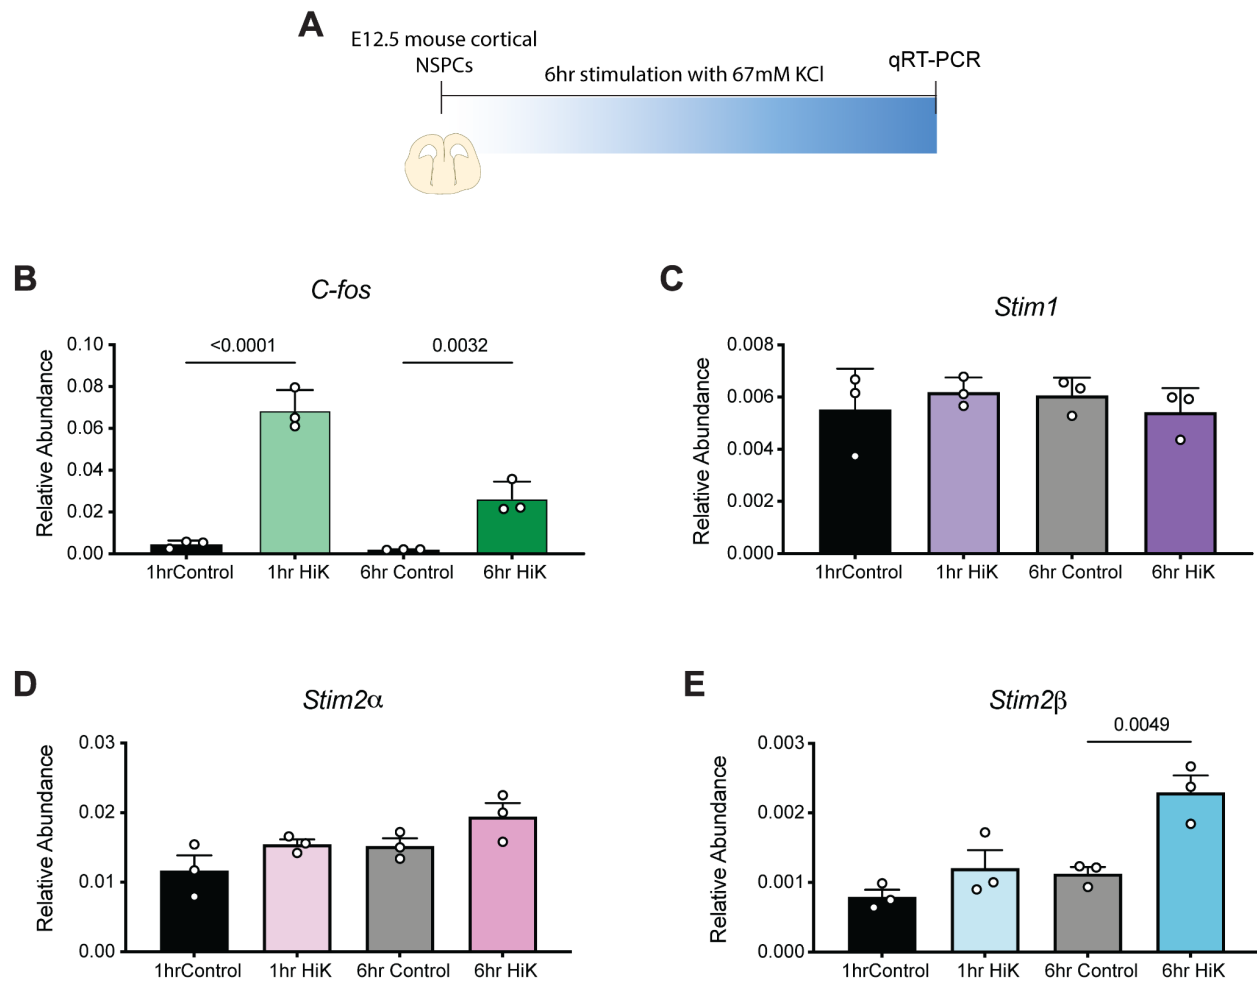 A
E12.5 mouse cortical
NSPCs
6hr stimulation with 67mM KCl
qRT-PCR
B
C-fos
Relative Abundance
0.10
0.08
0.06
0.04
0.02
0.00
<0.0001
0.0032
1hrControl
1hr HiK
6hr Control
6hr HiK
C
Stim1
Relative Abundance
0.008
0.006
0.004
0.002
0.000
1hrControl
1hr HiK
6hr Control
6hr HiK
D
Stim2α
Relative Abundance
0.03
0.02
0.01
0.00
1hrControl
1hr HiK
6hr Control
6hr HiK
E
Stim2β
Relative Abundance
0.003
0.002
0.001
0.000
0.0049
1hrControl
1hr HiK
6hr Control
6hr HiK